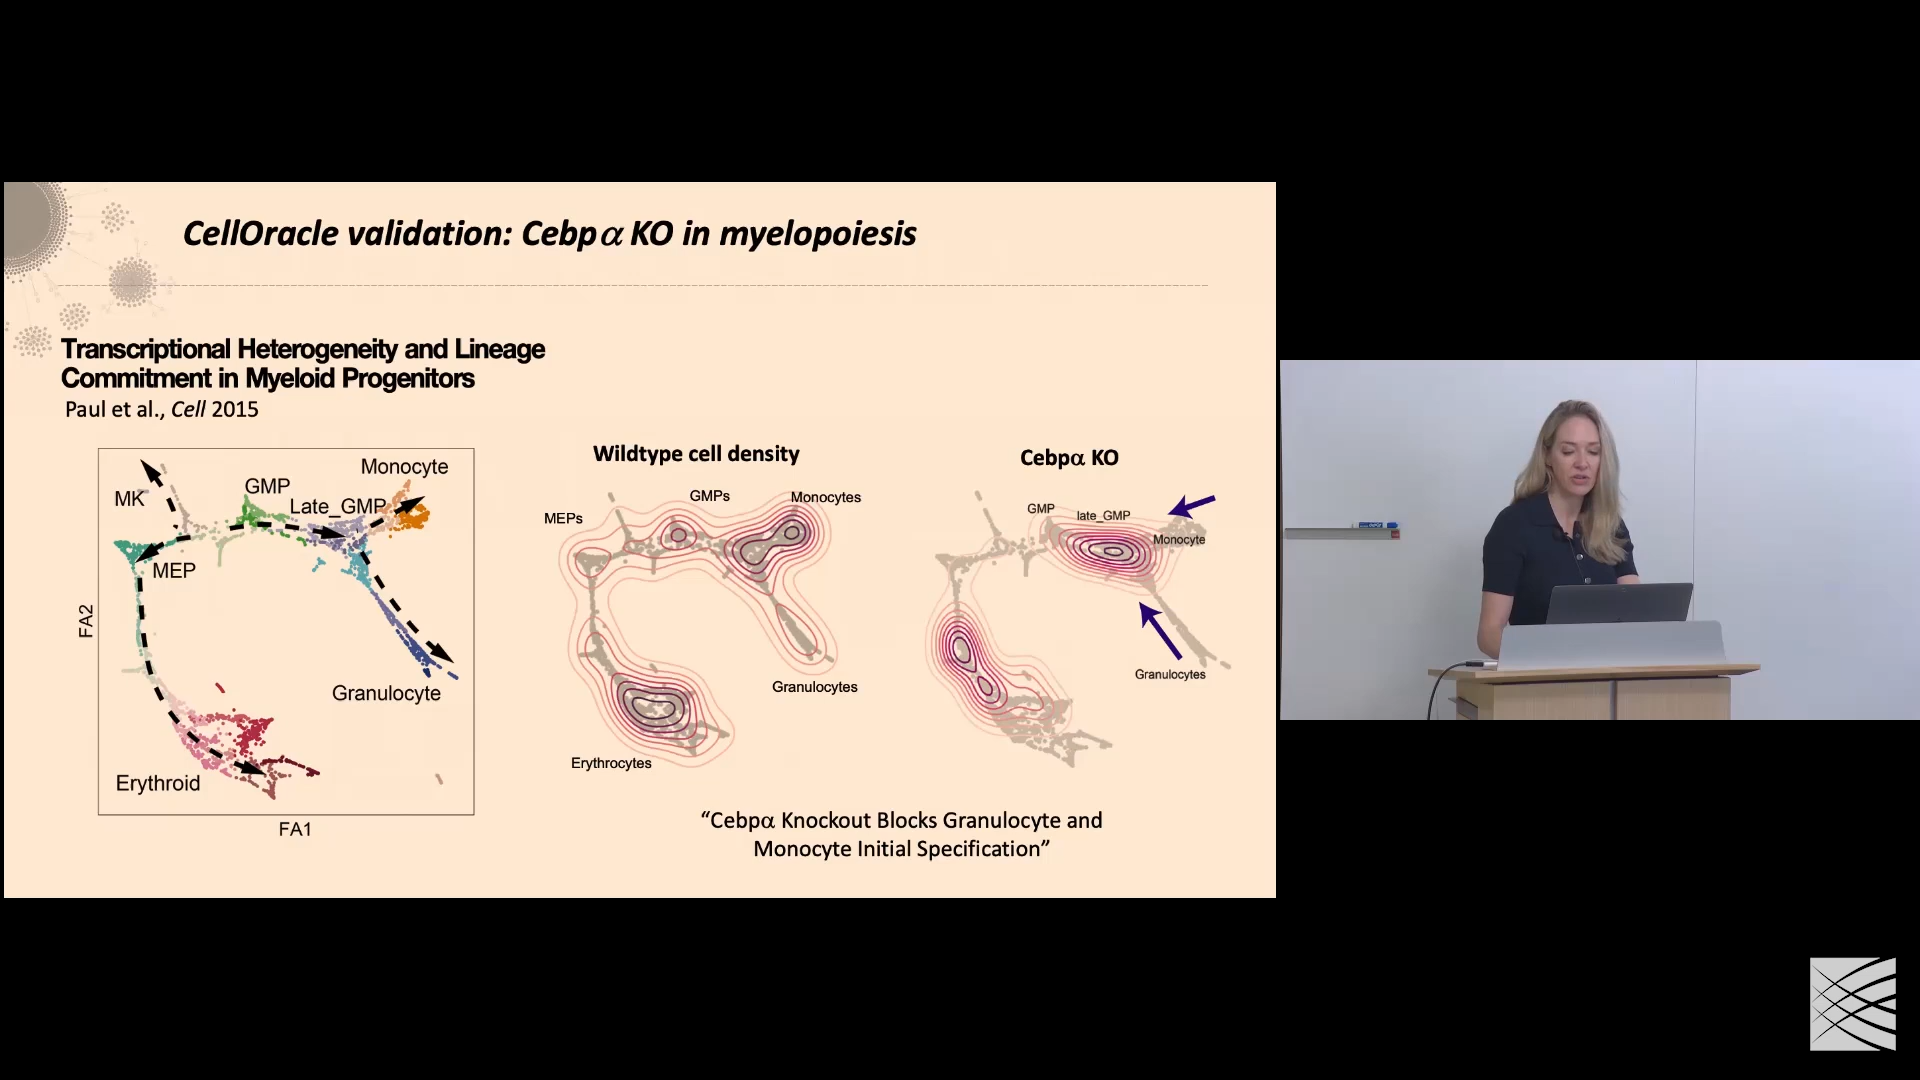 CellOracle validation: Cebpα KO in myelopoiesis
Transcriptional Heterogeneity and Lineage
Commitment in Myeloid Progenitors
Paul et al., Cell 2015
MK
GMP
Monocyte
Late_GMP
MEP
Granulocyte
Erythroid
FA2
FA1
Wildtype cell density
MEPs
GMPs
Monocytes
Granulocytes
Erythrocytes
Cebpα KO
GMP
late_GMP
Monocyte
Granulocytes
“Cebpα Knockout Blocks Granulocyte and
Monocyte Initial Specification”